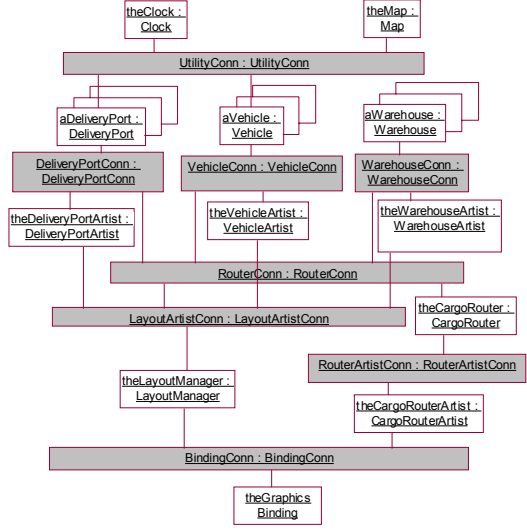 theClock :
Clock
theMap :
Map
UtilityConn : UtilityConn
aDeliveryPort :
DeliveryPort
aVehicle :
Vehicle
aWarehouse :
Warehouse
DeliveryPortConn :
DeliveryPortConn
VehicleConn : VehicleConn
WarehouseConn :
WarehouseConn
theDeliveryPortArtist :
DeliveryPortArtist
theVehicleArtist :
VehicleArtist
theWarehouseArtist :
WarehouseArtist
RouterConn : RouterConn
theCargoRouter :
CargoRouter
LayoutArtistConn : LayoutArtistConn
RouterArtistConn : RouterArtistConn
theLayoutManager :
LayoutManager
theCargoRouterArtist :
CargoRouterArtist
BindingConn : BindingConn
theGraphics
Binding